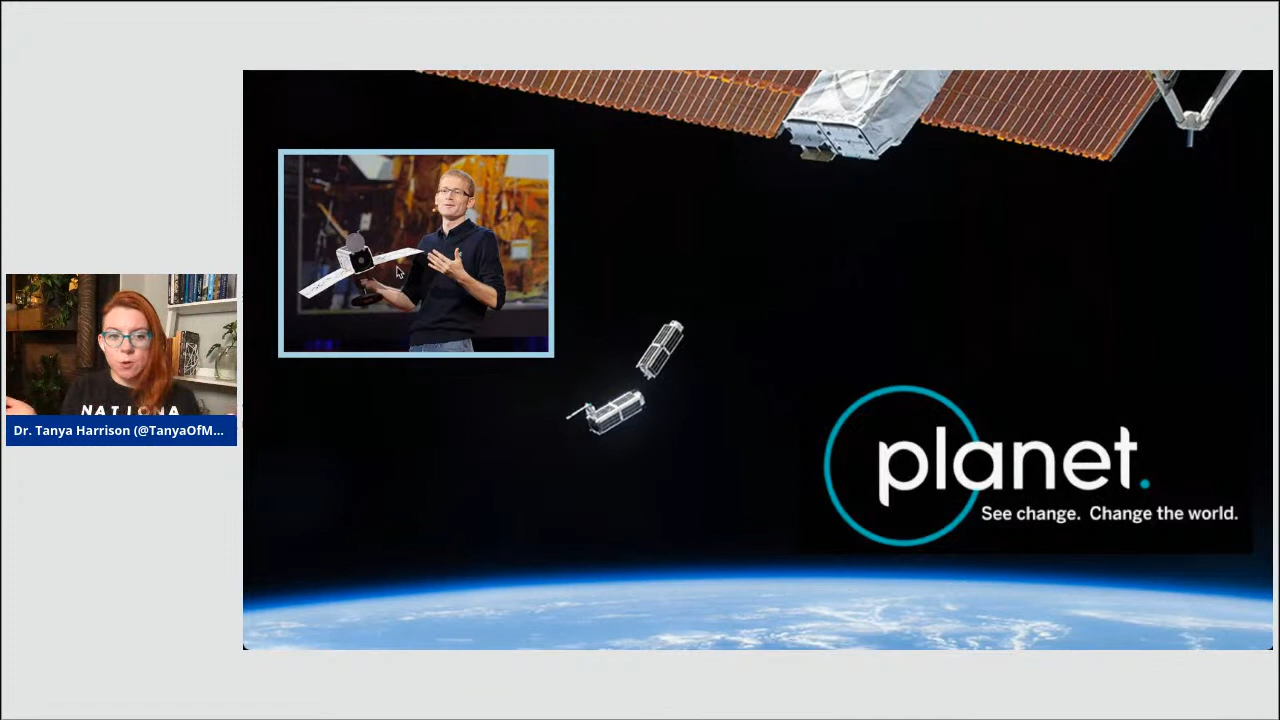 planet.
See change. Change the world.
NATIONA
Dr. Tanya Harrison (@TanyaOfM...